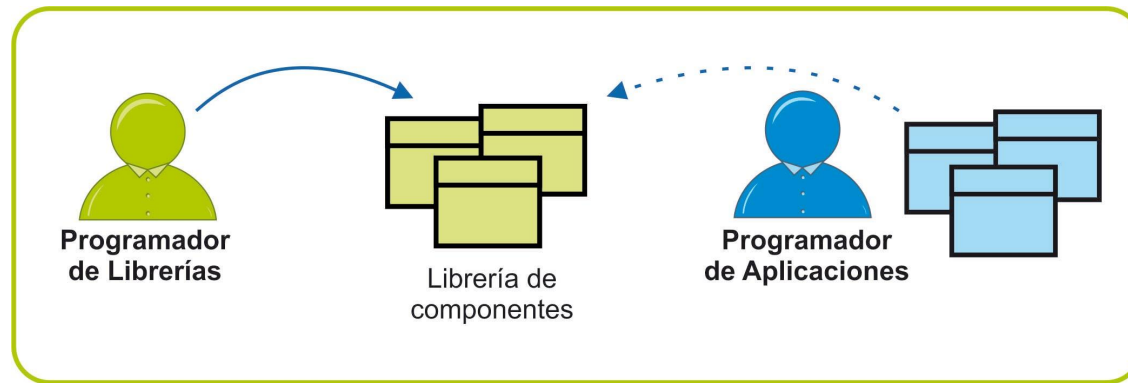 Programador
de Librerías
Librería de
componentes
Programador
de Aplicaciones